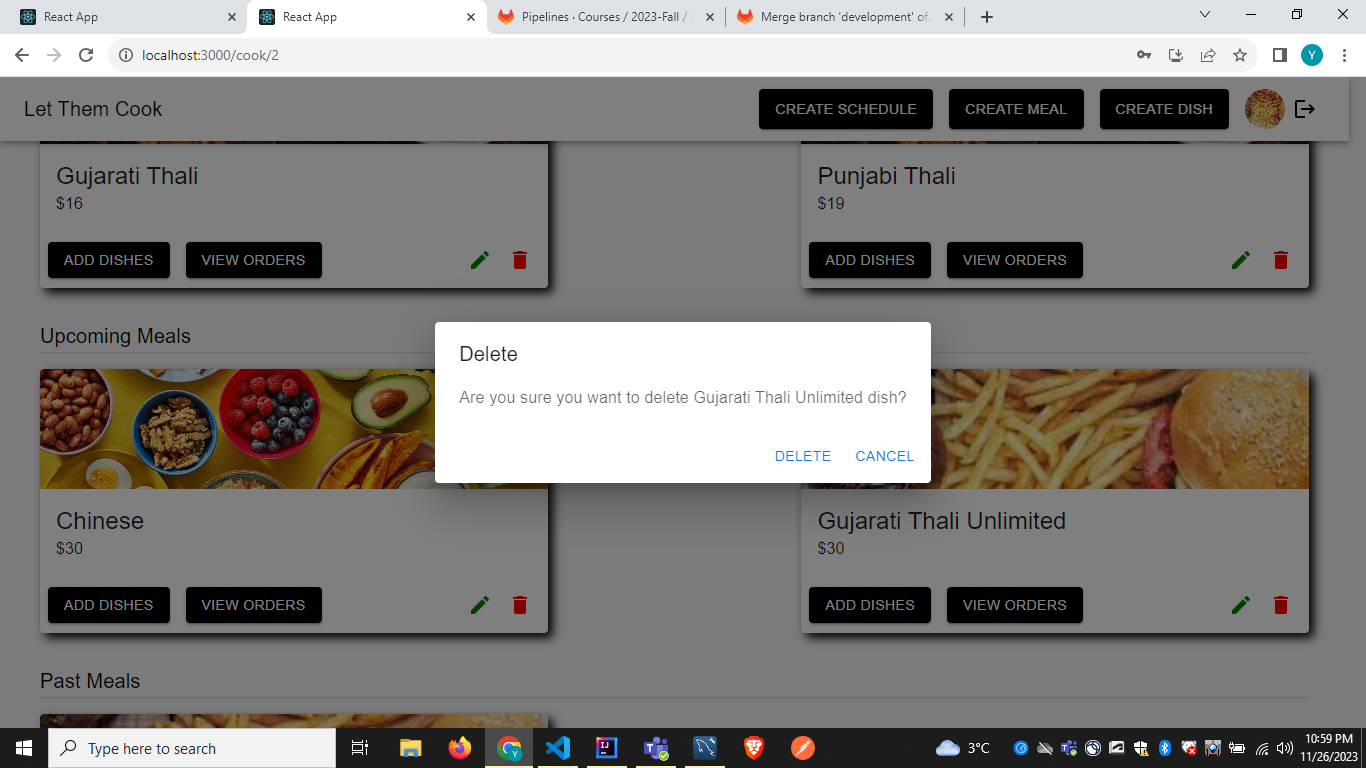 React App
React App
Pipelines · Courses / 2023-Fall /
Merge branch 'development' of
localhost:3000/cook/2
Y
Let Them Cook
CREATE SCHEDULE
CREATE MEAL
CREATE DISH
Gujarati Thali
$16
ADD DISHES
VIEW ORDERS
Punjabi Thali
$19
ADD DISHES
VIEW ORDERS
Upcoming Meals
Delete
Are you sure you want to delete Gujarati Thali Unlimited dish?
DELETE
CANCEL
Chinese
$30
ADD DISHES
VIEW ORDERS
Gujarati Thali Unlimited
$30
ADD DISHES
VIEW ORDERS
Past Meals
Type here to search
3°C
10:59 PM
11/26/2023